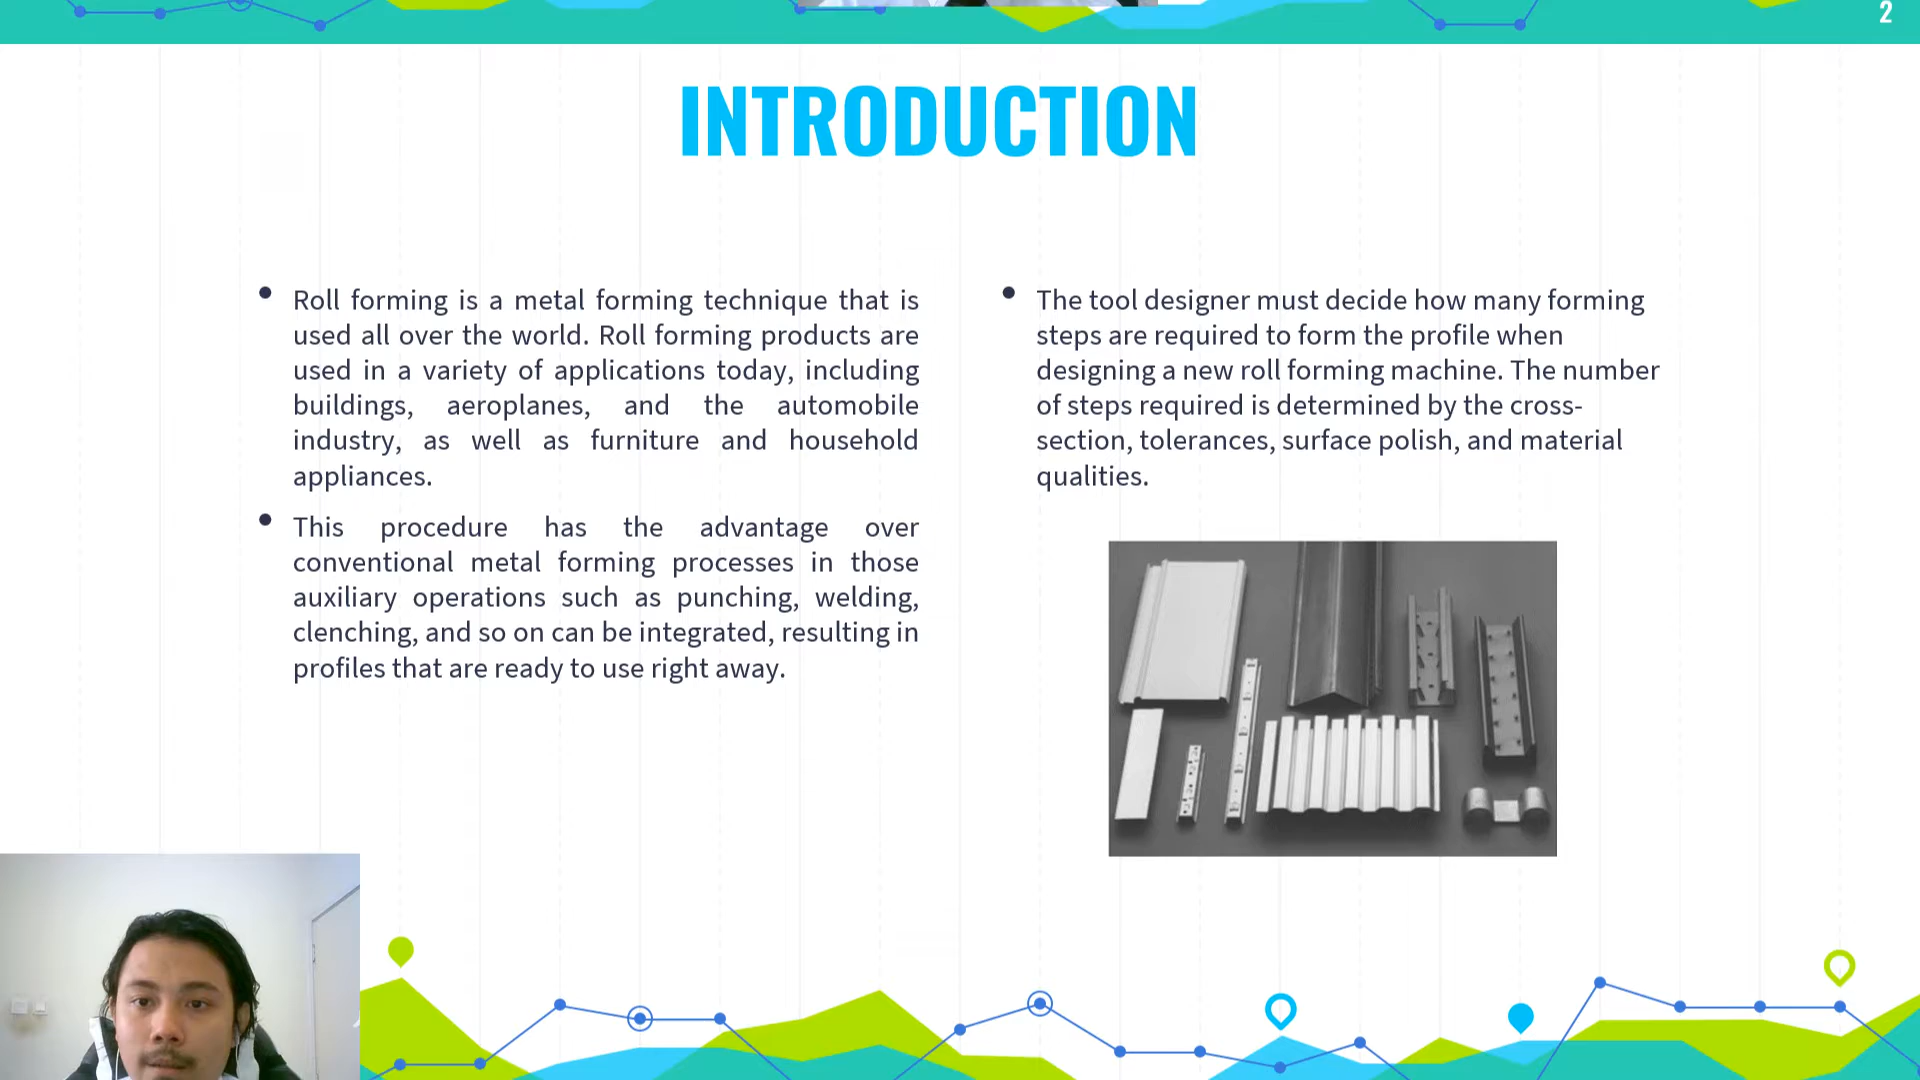 2
INTRODUCTION
Roll forming is a metal forming technique that is
used all over the world. Roll forming products are
used in a variety of applications today, including
buildings, aeroplanes, and the automobile
industry, as well as furniture and household
appliances.
This procedure has the advantage over
conventional metal forming processes in those
auxiliary operations such as punching, welding,
clenching, and so on can be integrated, resulting in
profiles that are ready to use right away.
The tool designer must decide how many forming
steps are required to form the profile when
designing a new roll forming machine. The number
of steps required is determined by the cross-
section, tolerances, surface polish, and material
qualities.